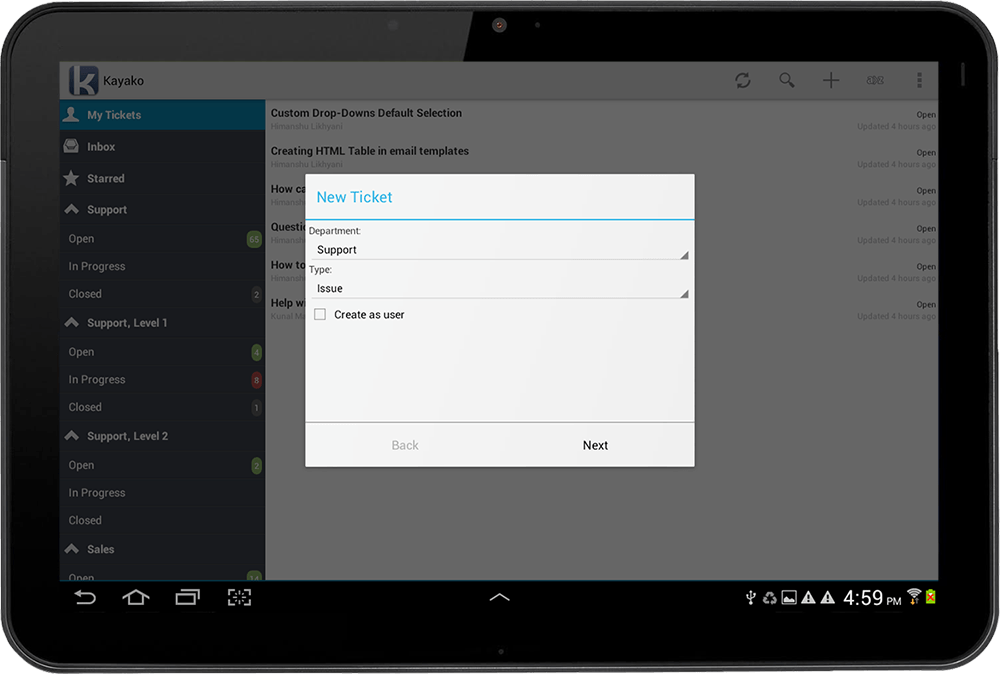 Kayako
My Tickets
Inbox
Starred
Support
Open 65
In Progress
Closed 2
Support, Level 1
Open 4
In Progress 8
Closed 1
Support, Level 2
Open 2
In Progress
Closed
Sales
Open 14
Custom Drop-Downs Default Selection Open
Himanshu Likhyani Updated 4 hours ago
Creating HTML Table in email templates Open
Himanshu Likhyani Updated 4 hours ago
How ca Open
Himanshu Updated 4 hours ago
Questi Open
Himanshu Updated 4 hours ago
How to Open
Himanshu Updated 4 hours ago
Help wi Open
Kunal Ma Updated 4 hours ago
New Ticket
Department:
Support
Type:
Issue
Create as user
Back Next
4:59 PM